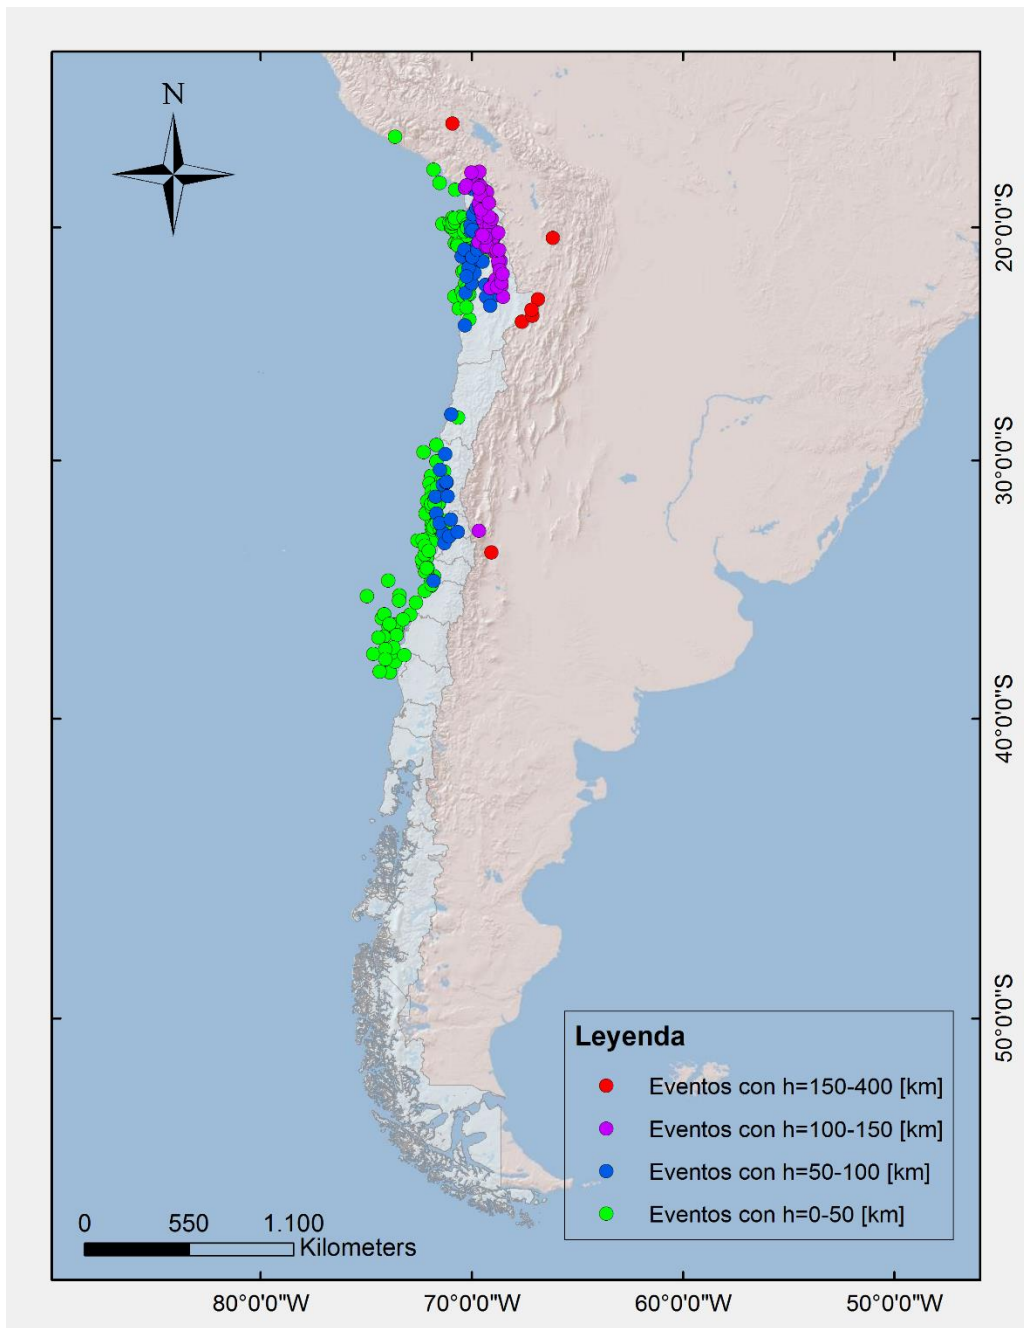 N
20°0'0"S
30°0'0"S
40°0'0"S
50°0'0"S
Leyenda
Eventos con h=150-400 [km]
Eventos con h=100-150 [km]
Eventos con h=50-100 [km]
Eventos con h=0-50 [km]
0 550 1.100
Kilometers
80°0'0"W 70°0'0"W 60°0'0"W 50°0'0"W